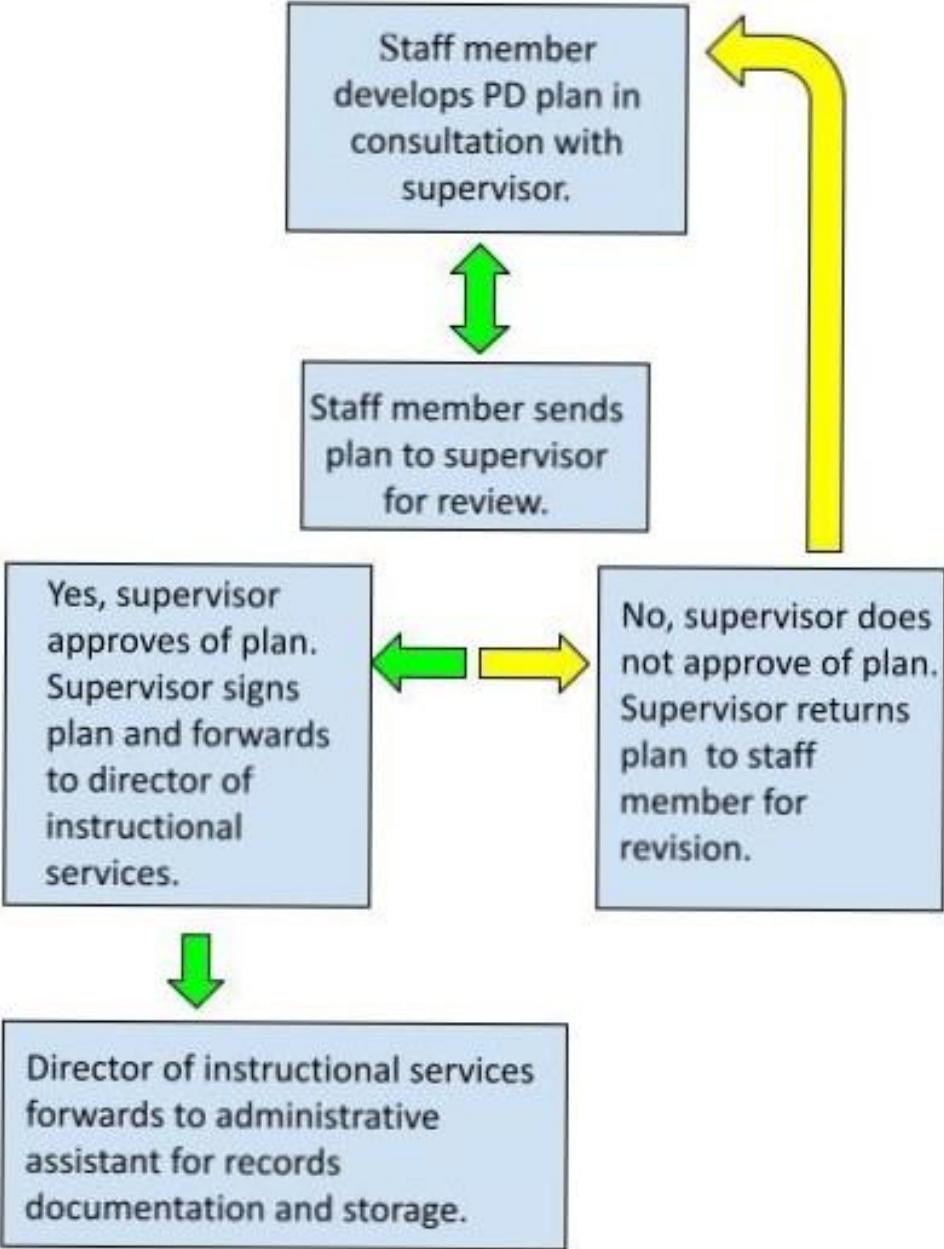 Staff member
develops PD plan in
consultation with
supervisor.
Staff member sends
plan to supervisor
for review.
Yes, supervisor
approves of plan.
Supervisor signs
plan and forwards
to director of
instructional
services.
No, supervisor does
not approve of plan.
Supervisor returns
plan to staff
member for
revision.
Director of instructional services
forwards to administrative
assistant for records
documentation and storage.